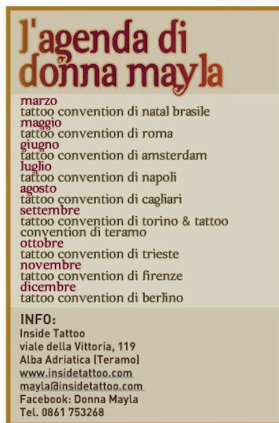 l'agenda di
donna mayla
marzo
tattoo convention di natal brasile
maggio
tattoo convention di roma
giugno
tattoo convention di amsterdam
luglio
tattoo convention di napoli
agosto
tattoo convention di cagliari
settembre
tattoo convention di torino & tattoo
convention di teramo
ottobre
tattoo convention di trieste
novembre
tattoo convention di firenze
dicembre
tattoo convention di berlino
INFO:
Inside Tattoo
viale della Vittoria, 119
Alba Adriatica (Teramo)
www.insidetattoo.com
mayla@insidetattoo.com
Facebook: Donna Mayla
Tel. 0861 753268